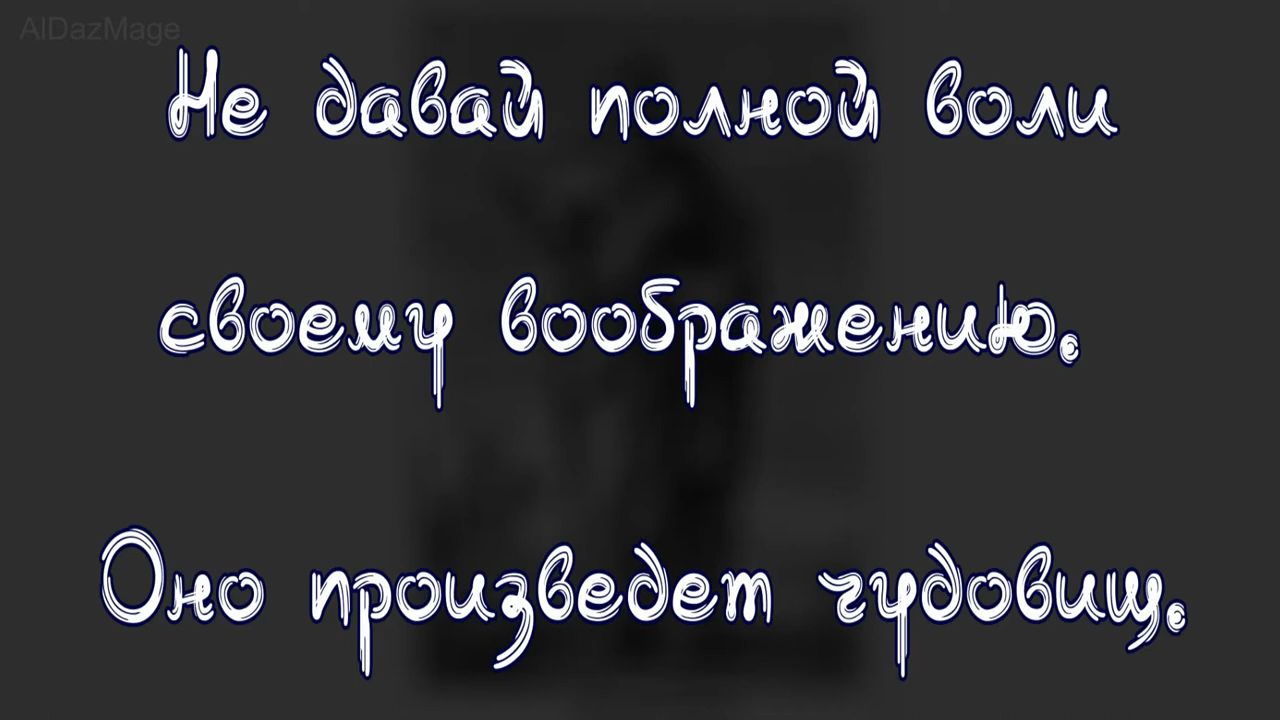 AlDazMage
Не давай полной воли
своему воображению.
Оно произведет чудовищ.